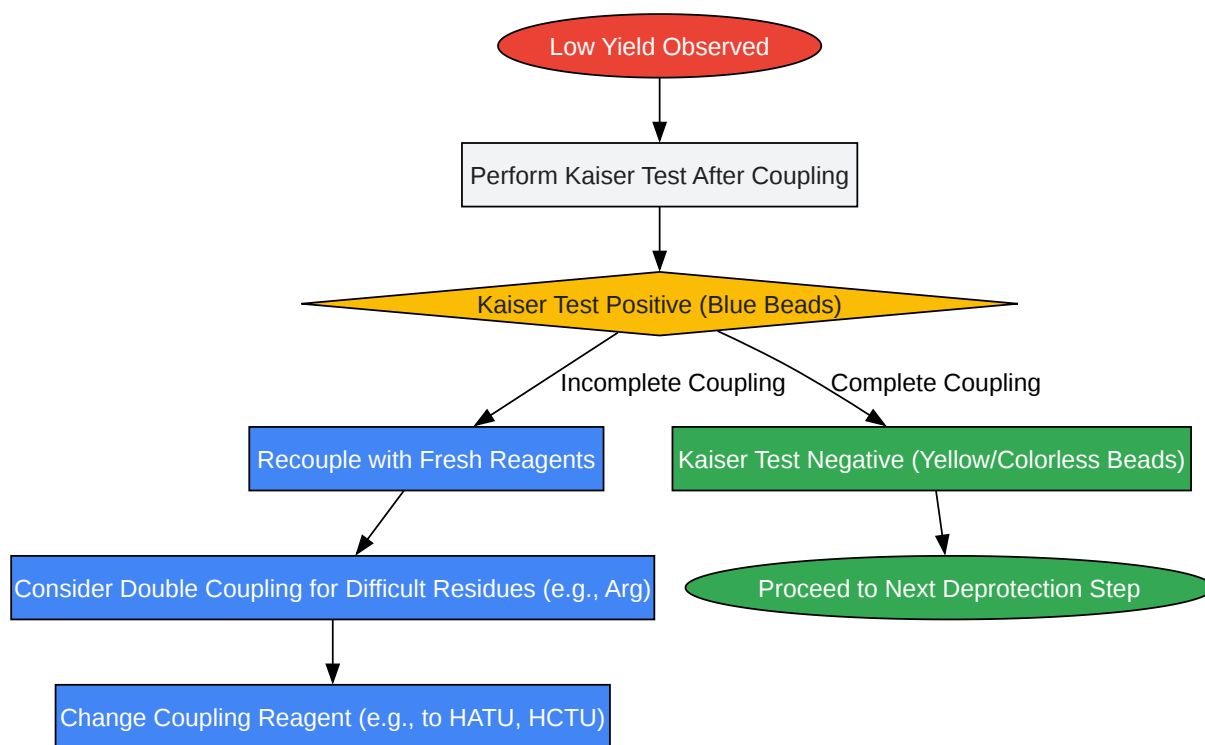 Low Yield Observed
Perform Kaiser Test After Coupling
Kaiser Test Positive (Blue Beads)
Incomplete Coupling
Complete Coupling
Recouple with Fresh Reagents
Kaiser Test Negative (Yellow/Colorless Beads)
Consider Double Coupling for Difficult Residues (e.g., Arg)
Proceed to Next Deprotection Step
Change Coupling Reagent (e.g., to HATU, HCTU)